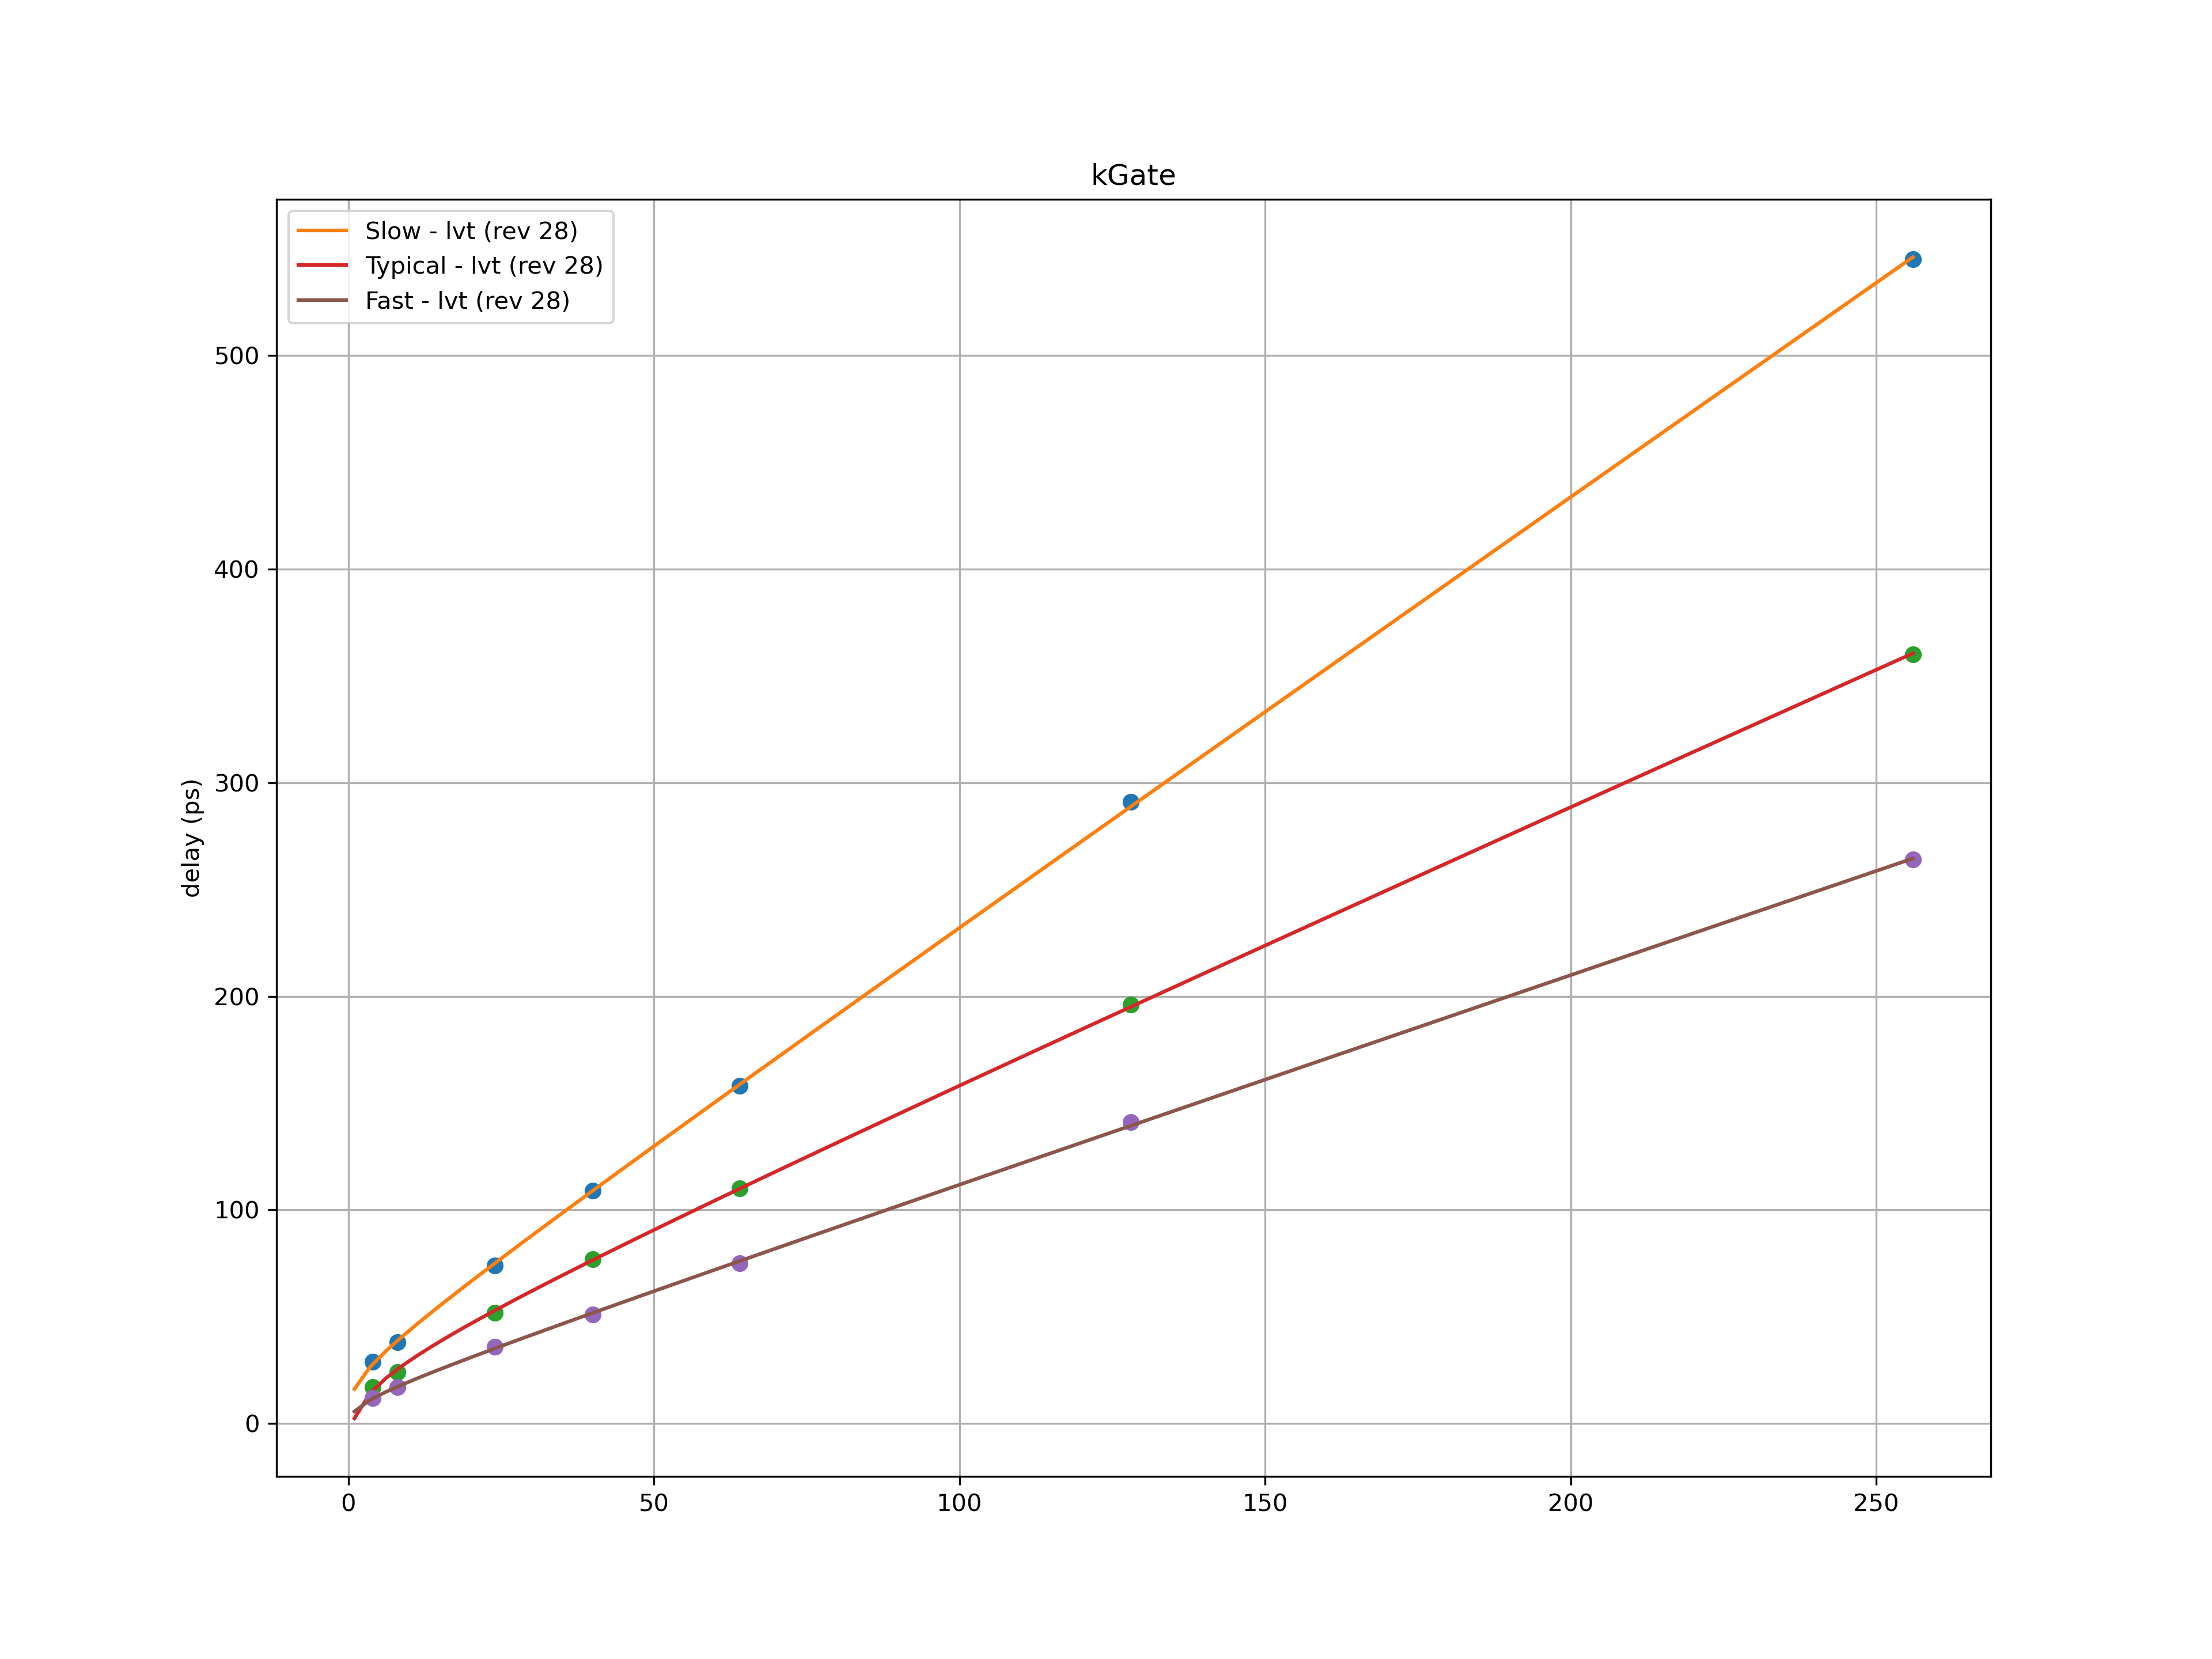 kGate
Slow - lvt (rev 28)
Typical - lvt (rev 28)
Fast - lvt (rev 28)
delay (ps)
500
400
300
200
100
0
0 50 100 150 200 250